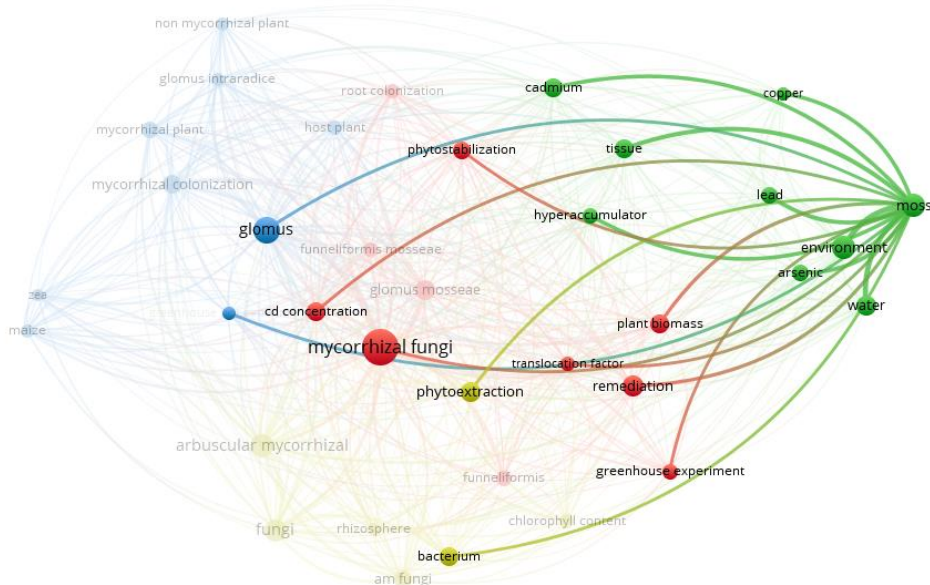 non mycorrhizal plant
glomus intraradice
root colonization
cadmium
copper
mycorrhizal plant
host plant
phytostabilization
tissue
mycorrhizal colonization
lead
moss
hyperaccumulator
glomus
funneliformis mosseae
environment
arsenic
glomus mosseae
zea
cd concentration
water
maize
plant biomass
mycorrhizal fungi
translocation factor
phytoextraction
remediation
arbuscular mycorrhizal
greenhouse experiment
funneliformis
chlorophyll content
fungi
rhizosphere
bacterium
am fungi